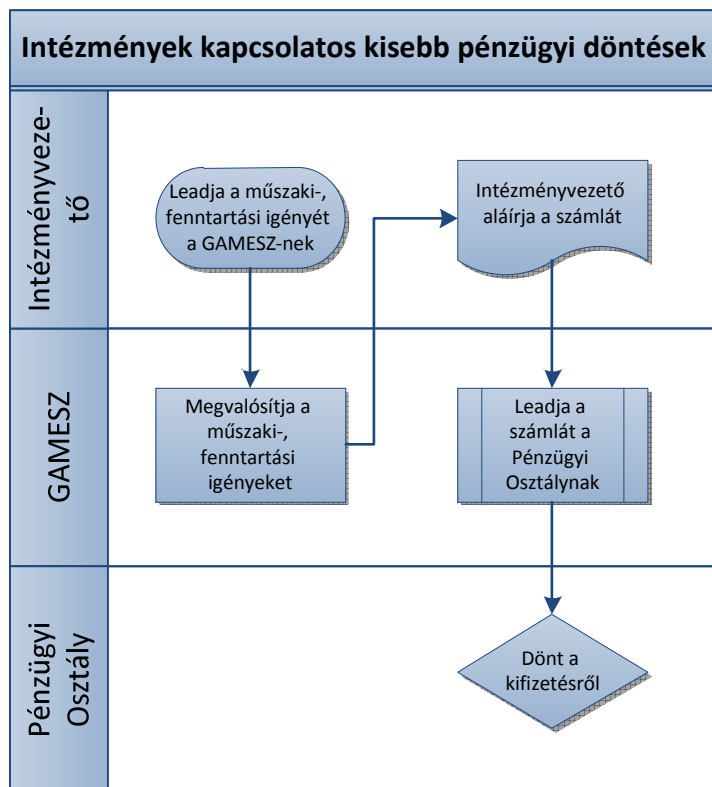 Intézmények kapcsolatos kisebb pénzügyi döntések
Intézményveze-
tő
Leadja a műszaki-,
fenntartási igényét
a GAMESZ-nek
Intézményvezető
aláírja a számlát
GAMESZ
Megvalósítja a
műszaki-,
fenntartási
igényeket
Leadja a
számlát a
Pénzügyi
Osztálynak
Pénzügyi
Osztály
Dönt a
kifizetésről